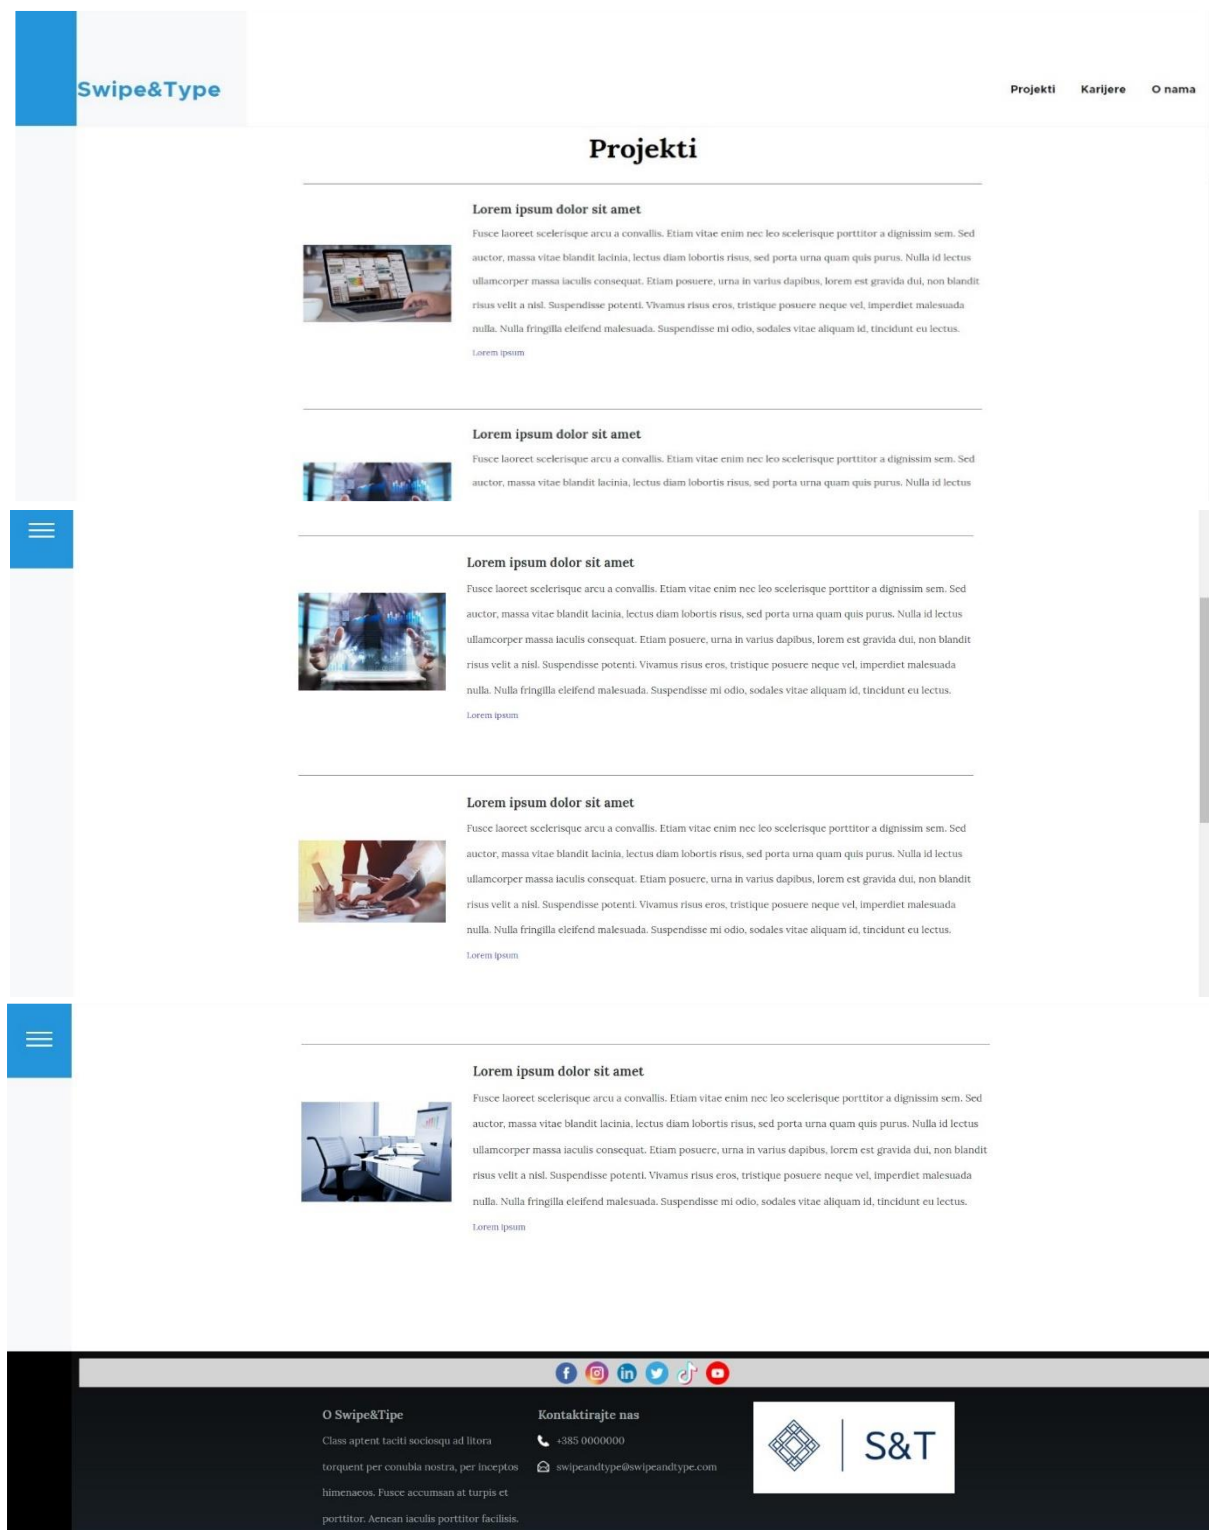 Swipe&Type
Projekti Karijere O nama
Projekti
Lorem ipsum dolor sit amet
Fusce laoreet scelerisque arcu a convallis. Etiam vitae enim nec leo scelerisque porttitor a dignissim sem. Sed
auctor, massa vitae blandit lacinia, lectus diam lobortis risus, sed porta urna quam quis purus. Nulla id lectus
ullamcorper massa iaculis consequat. Etiam posuere, urna in varius dapibus, lorem est gravida dui, non blandit
risus velit a nisl. Suspendisse potenti. Vivamus risus eros, tristique posuere neque vel, imperdiet malesuada
nulla. Nulla fringilla eleifend malesuada. Suspendisse mi odio, sodales vitae aliquam id, tincidunt eu lectus.
Lorem ipsum
Lorem ipsum dolor sit amet
Fusce laoreet scelerisque arcu a convallis. Etiam vitae enim nec leo scelerisque porttitor a dignissim sem. Sed
auctor, massa vitae blandit lacinia, lectus diam lobortis risus, sed porta urna quam quis purus. Nulla id lectus
Lorem ipsum dolor sit amet
Fusce laoreet scelerisque arcu a convallis. Etiam vitae enim nec leo scelerisque porttitor a dignissim sem. Sed
auctor, massa vitae blandit lacinia, lectus diam lobortis risus, sed porta urna quam quis purus. Nulla id lectus
ullamcorper massa iaculis consequat. Etiam posuere, urna in varius dapibus, lorem est gravida dui, non blandit
risus velit a nisl. Suspendisse potenti. Vivamus risus eros, tristique posuere neque vel, imperdiet malesuada
nulla. Nulla fringilla eleifend malesuada. Suspendisse mi odio, sodales vitae aliquam id, tincidunt eu lectus.
Lorem ipsum
Lorem ipsum dolor sit amet
Fusce laoreet scelerisque arcu a convallis. Etiam vitae enim nec leo scelerisque porttitor a dignissim sem. Sed
auctor, massa vitae blandit lacinia, lectus diam lobortis risus, sed porta urna quam quis purus. Nulla id lectus
ullamcorper massa iaculis consequat. Etiam posuere, urna in varius dapibus, lorem est gravida dui, non blandit
risus velit a nisl. Suspendisse potenti. Vivamus risus eros, tristique posuere neque vel, imperdiet malesuada
nulla. Nulla fringilla eleifend malesuada. Suspendisse mi odio, sodales vitae aliquam id, tincidunt eu lectus.
Lorem ipsum
Lorem ipsum dolor sit amet
Fusce laoreet scelerisque arcu a convallis. Etiam vitae enim nec leo scelerisque porttitor a dignissim sem. Sed
auctor, massa vitae blandit lacinia, lectus diam lobortis risus, sed porta urna quam quis purus. Nulla id lectus
ullamcorper massa iaculis consequat. Etiam posuere, urna in varius dapibus, lorem est gravida dui, non blandit
risus velit a nisl. Suspendisse potenti. Vivamus risus eros, tristique posuere neque vel, imperdiet malesuada
nulla. Nulla fringilla eleifend malesuada. Suspendisse mi odio, sodales vitae aliquam id, tincidunt eu lectus.
Lorem ipsum
O Swipe&Tipe
Class aptent taciti sociosqu ad litora
torquent per conubia nostra, per inceptos
himenaeos. Fusce accumsan at turpis et
porttitor. Aenean iaculis porttitor facilisis.
Kontaktirajte nas
+385 0000000
swipeandtype@swipeandtype.com
S&T